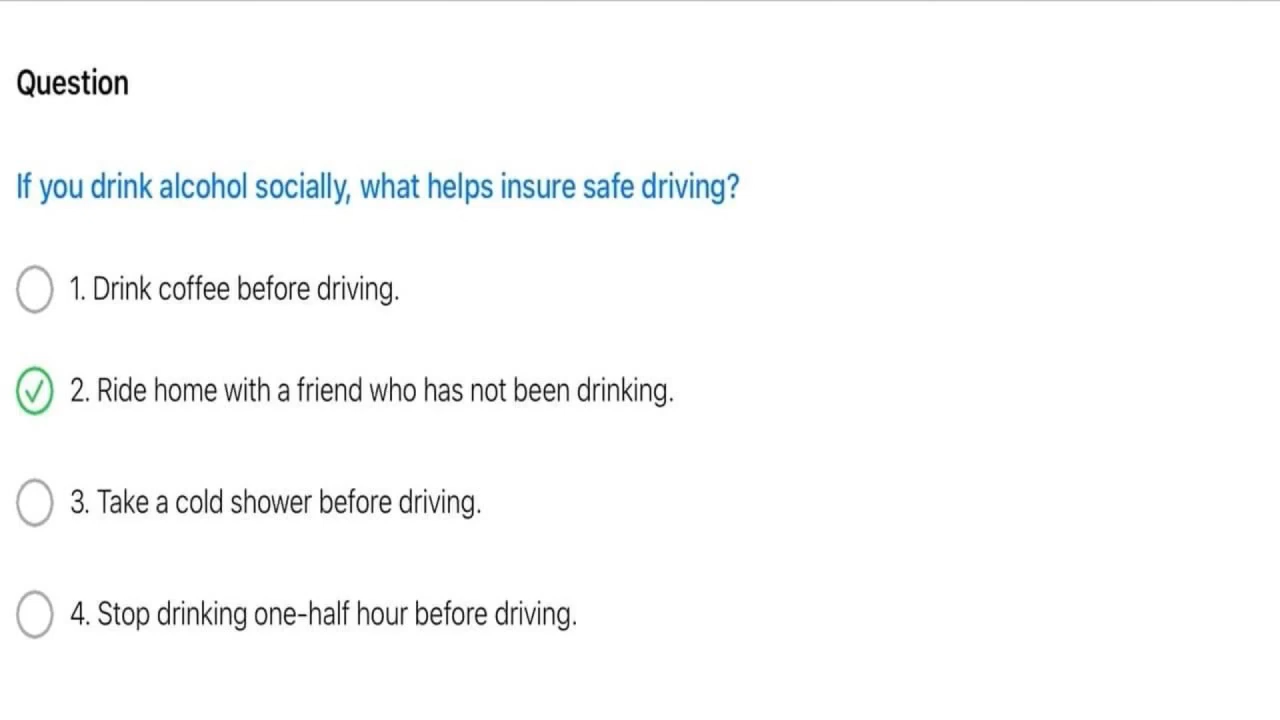 Question
If you drink alcohol socially, what helps insure safe driving?
1. Drink coffee before driving.
2. Ride home with a friend who has not been drinking.
3. Take a cold shower before driving.
4. Stop drinking one-half hour before driving.